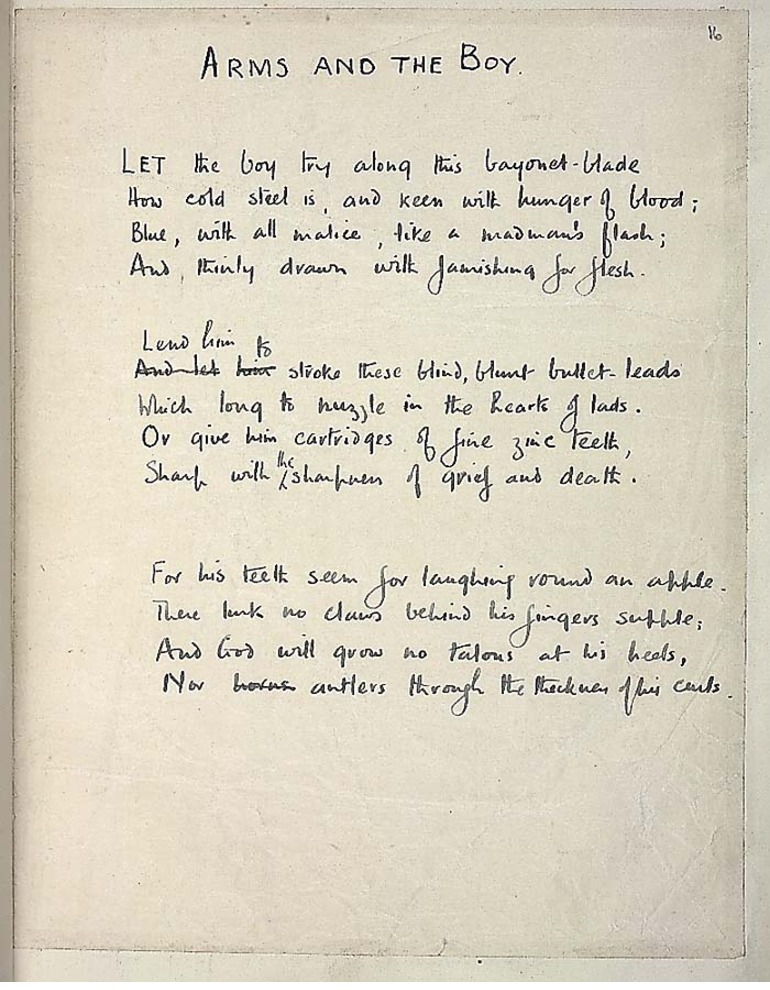 16
ARMS AND THE BOY.
LET the boy try along this bayonet-blade
How cold steel is, and keen with hunger of blood;
Blue, with all malice, like a madman's flash;
And, thinly drawn with famishing for flesh.
Lend him to
And let him stroke these blind, blunt bullet-leads
Which long to nuzzle in the hearts of lads.
Or give him cartridges of fine zinc teeth,
the
Sharp with sharpness of grief and death.
For his teeth seem for laughing round an apple.
There lurk no claws behind his fingers supple;
And God will grow no talons at his heels,
Nor horns antlers through the thickness of his curls.